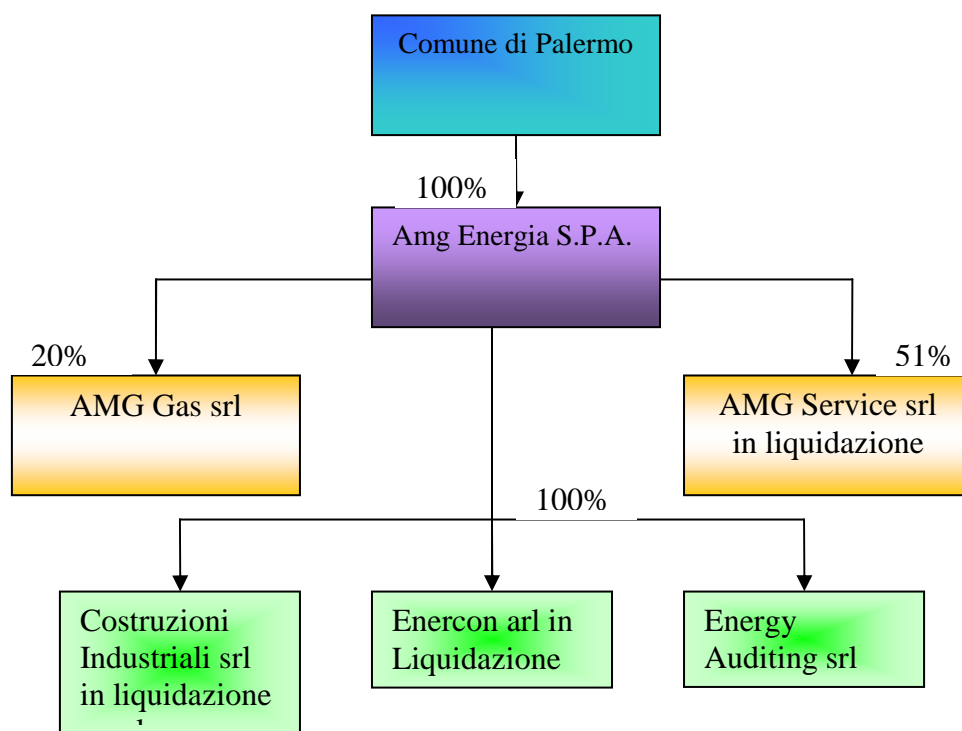 Comune di Palermo
100%
Amg Energia S.P.A.
20%
51%
AMG Gas srl
AMG Service srl
in liquidazione
100%
Costruzioni
Industriali srl
in liquidazione
Enercon arl in
Liquidazione
Energy
Auditing srl